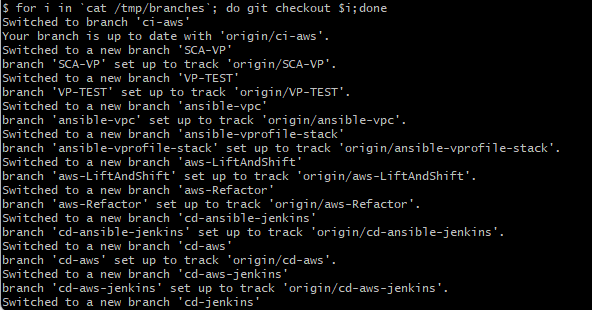 $ for i in `cat /tmp/branches`; do git checkout $i;done
Switched to branch 'ci-aws'
Your branch is up to date with 'origin/ci-aws'.
Switched to a new branch 'SCA-VP'
branch 'SCA-VP' set up to track 'origin/SCA-VP'.
Switched to a new branch 'VP-TEST'
branch 'VP-TEST' set up to track 'origin/VP-TEST'.
Switched to a new branch 'ansible-vpc'
branch 'ansible-vpc' set up to track 'origin/ansible-vpc'.
Switched to a new branch 'ansible-vprofile-stack'
branch 'ansible-vprofile-stack' set up to track 'origin/ansible-vprofile-stack'.
Switched to a new branch 'aws-LiftAndShift'
branch 'aws-LiftAndShift' set up to track 'origin/aws-LiftAndShift'.
Switched to a new branch 'aws-Refactor'
branch 'aws-Refactor' set up to track 'origin/aws-Refactor'.
Switched to a new branch 'cd-ansible-jenkins'
branch 'cd-ansible-jenkins' set up to track 'origin/cd-ansible-jenkins'.
Switched to a new branch 'cd-aws'
branch 'cd-aws' set up to track 'origin/cd-aws'.
Switched to a new branch 'cd-aws-jenkins'
branch 'cd-aws-jenkins' set up to track 'origin/cd-aws-jenkins'.
Switched to a new branch 'cd-jenkins'